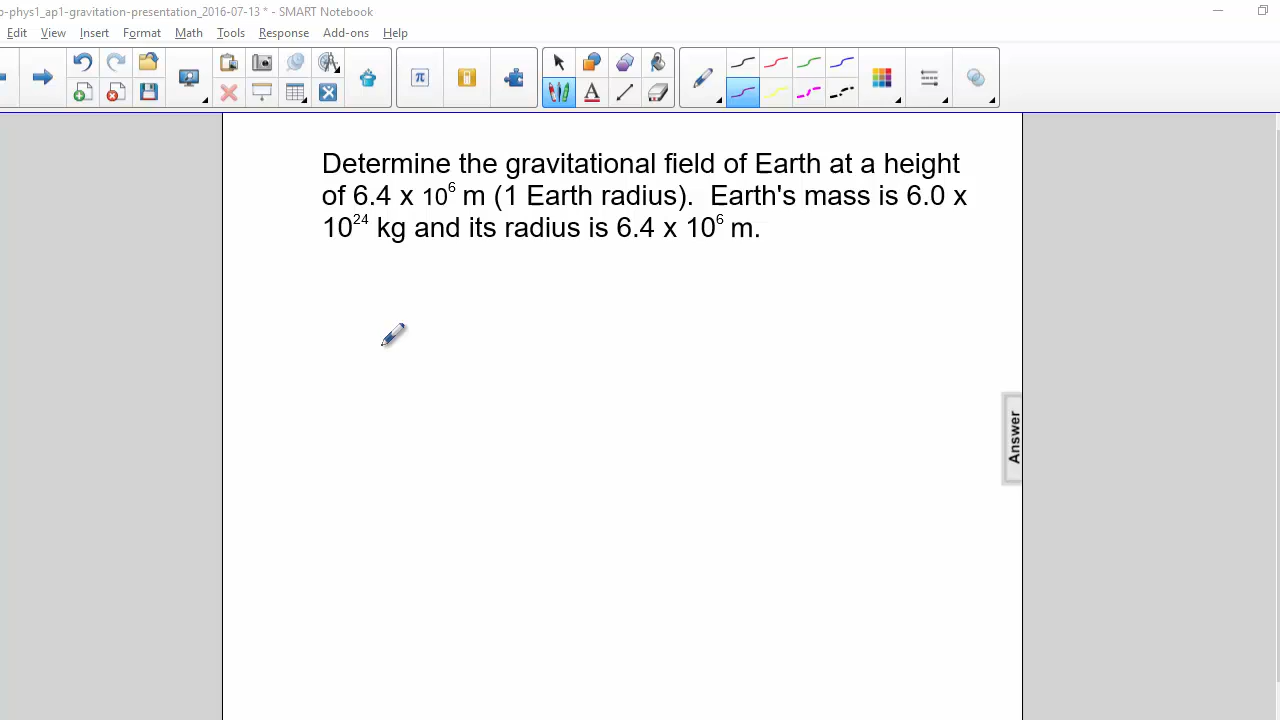 o-phys1_ap1-gravitation-presentation_2016-07-13 * - SMART Notebook
Edit View Insert Format Math Tools Response Add-ons Help
π
A
Determine the gravitational field of Earth at a height
of 6.4 x 10⁶ m (1 Earth radius).  Earth's mass is 6.0 x
10²⁴ kg and its radius is 6.4 x 10⁶ m.
Answer